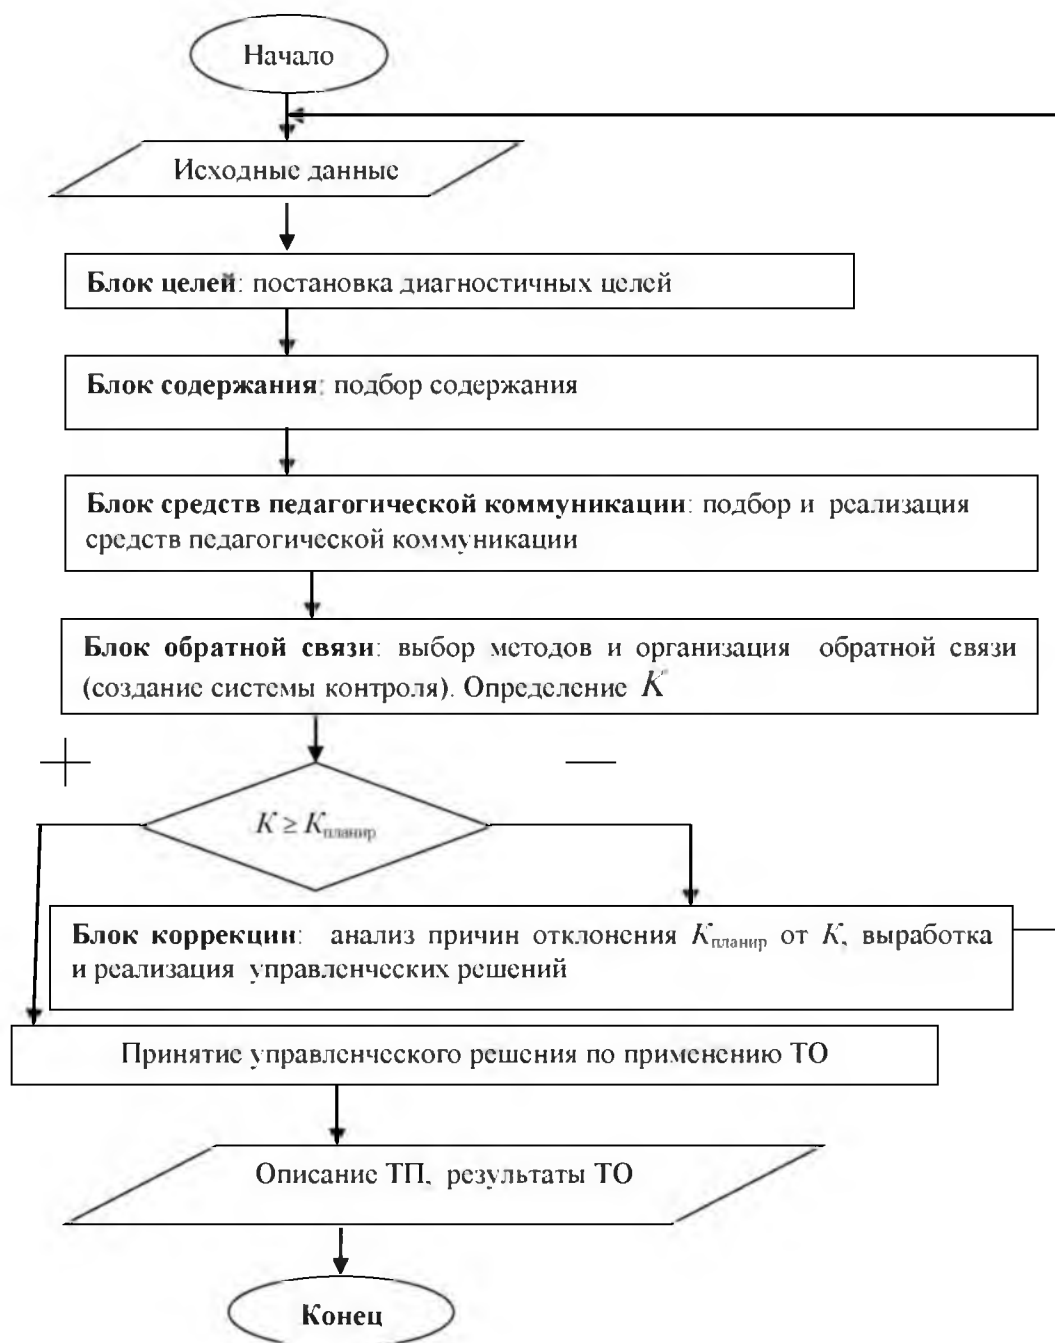 Начало
Исходные данные
Блок целей: постановка диагностичных целей
Блок содержания: подбор содержания
Блок средств педагогической коммуникации: подбор и реализация
средств педагогической коммуникации
Блок обратной связи: выбор методов и организация обратной связи
(создание системы контроля). Определение K
+
—
K ≥ Kпланир
Блок коррекции: анализ причин отклонения Kпланир от K, выработка
и реализация управленческих решений
Принятие управленческого решения по применению ТО
Описание ТП, результаты ТО
Конец